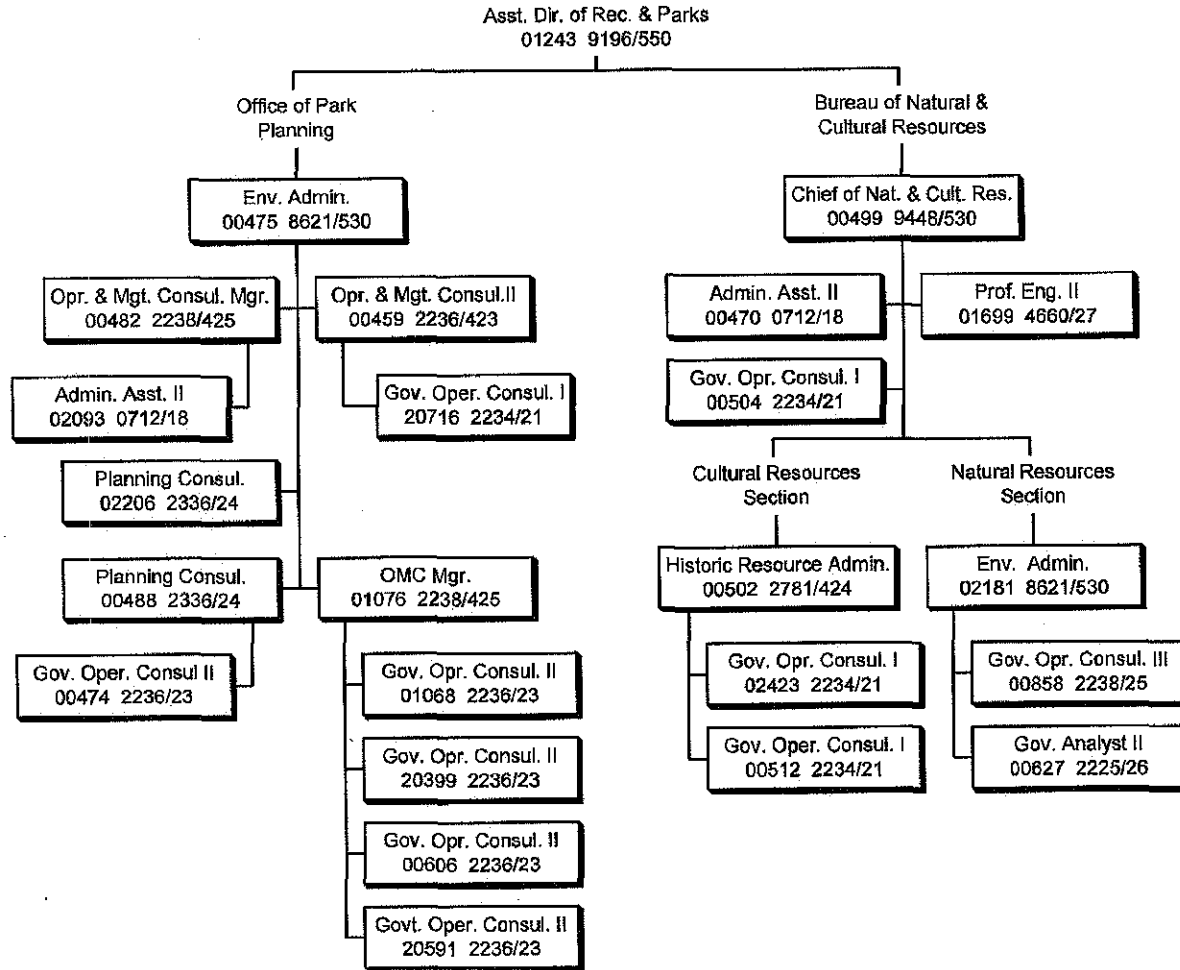 Asst. Dir. of Rec. & Parks
01243 9196/550
Office of Park
Planning
Env. Admin.
00475 8621/530
Opr. & Mgt. Consul. Mgr.
00482 2238/425
Opr. & Mgt. Consul.II
00459 2236/423
Admin. Asst. II
02093 0712/18
Gov. Oper. Consul. I
20716 2234/21
Planning Consul.
02206 2336/24
Planning Consul.
00488 2336/24
OMC Mgr.
01076 2238/425
Gov. Oper. Consul II
00474 2236/23
Gov. Opr. Consul. II
01068 2236/23
Gov. Opr. Consul. II
20399 2236/23
Gov. Opr. Consul. II
00606 2236/23
Govt. Oper. Consul. II
20591 2236/23
Bureau of Natural &
Cultural Resources
Chief of Nat. & Cult. Res.
00499 9448/530
Admin. Asst. II
00470 0712/18
Prof. Eng. II
01699 4660/27
Gov. Opr. Consul. I
00504 2234/21
Cultural Resources
Section
Historic Resource Admin.
00502 2781/424
Gov. Opr. Consul. I
02423 2234/21
Gov. Oper. Consul. I
00512 2234/21
Natural Resources
Section
Env. Admin.
02181 8621/530
Gov. Opr. Consul. III
00858 2238/25
Gov. Analyst II
00627 2225/26